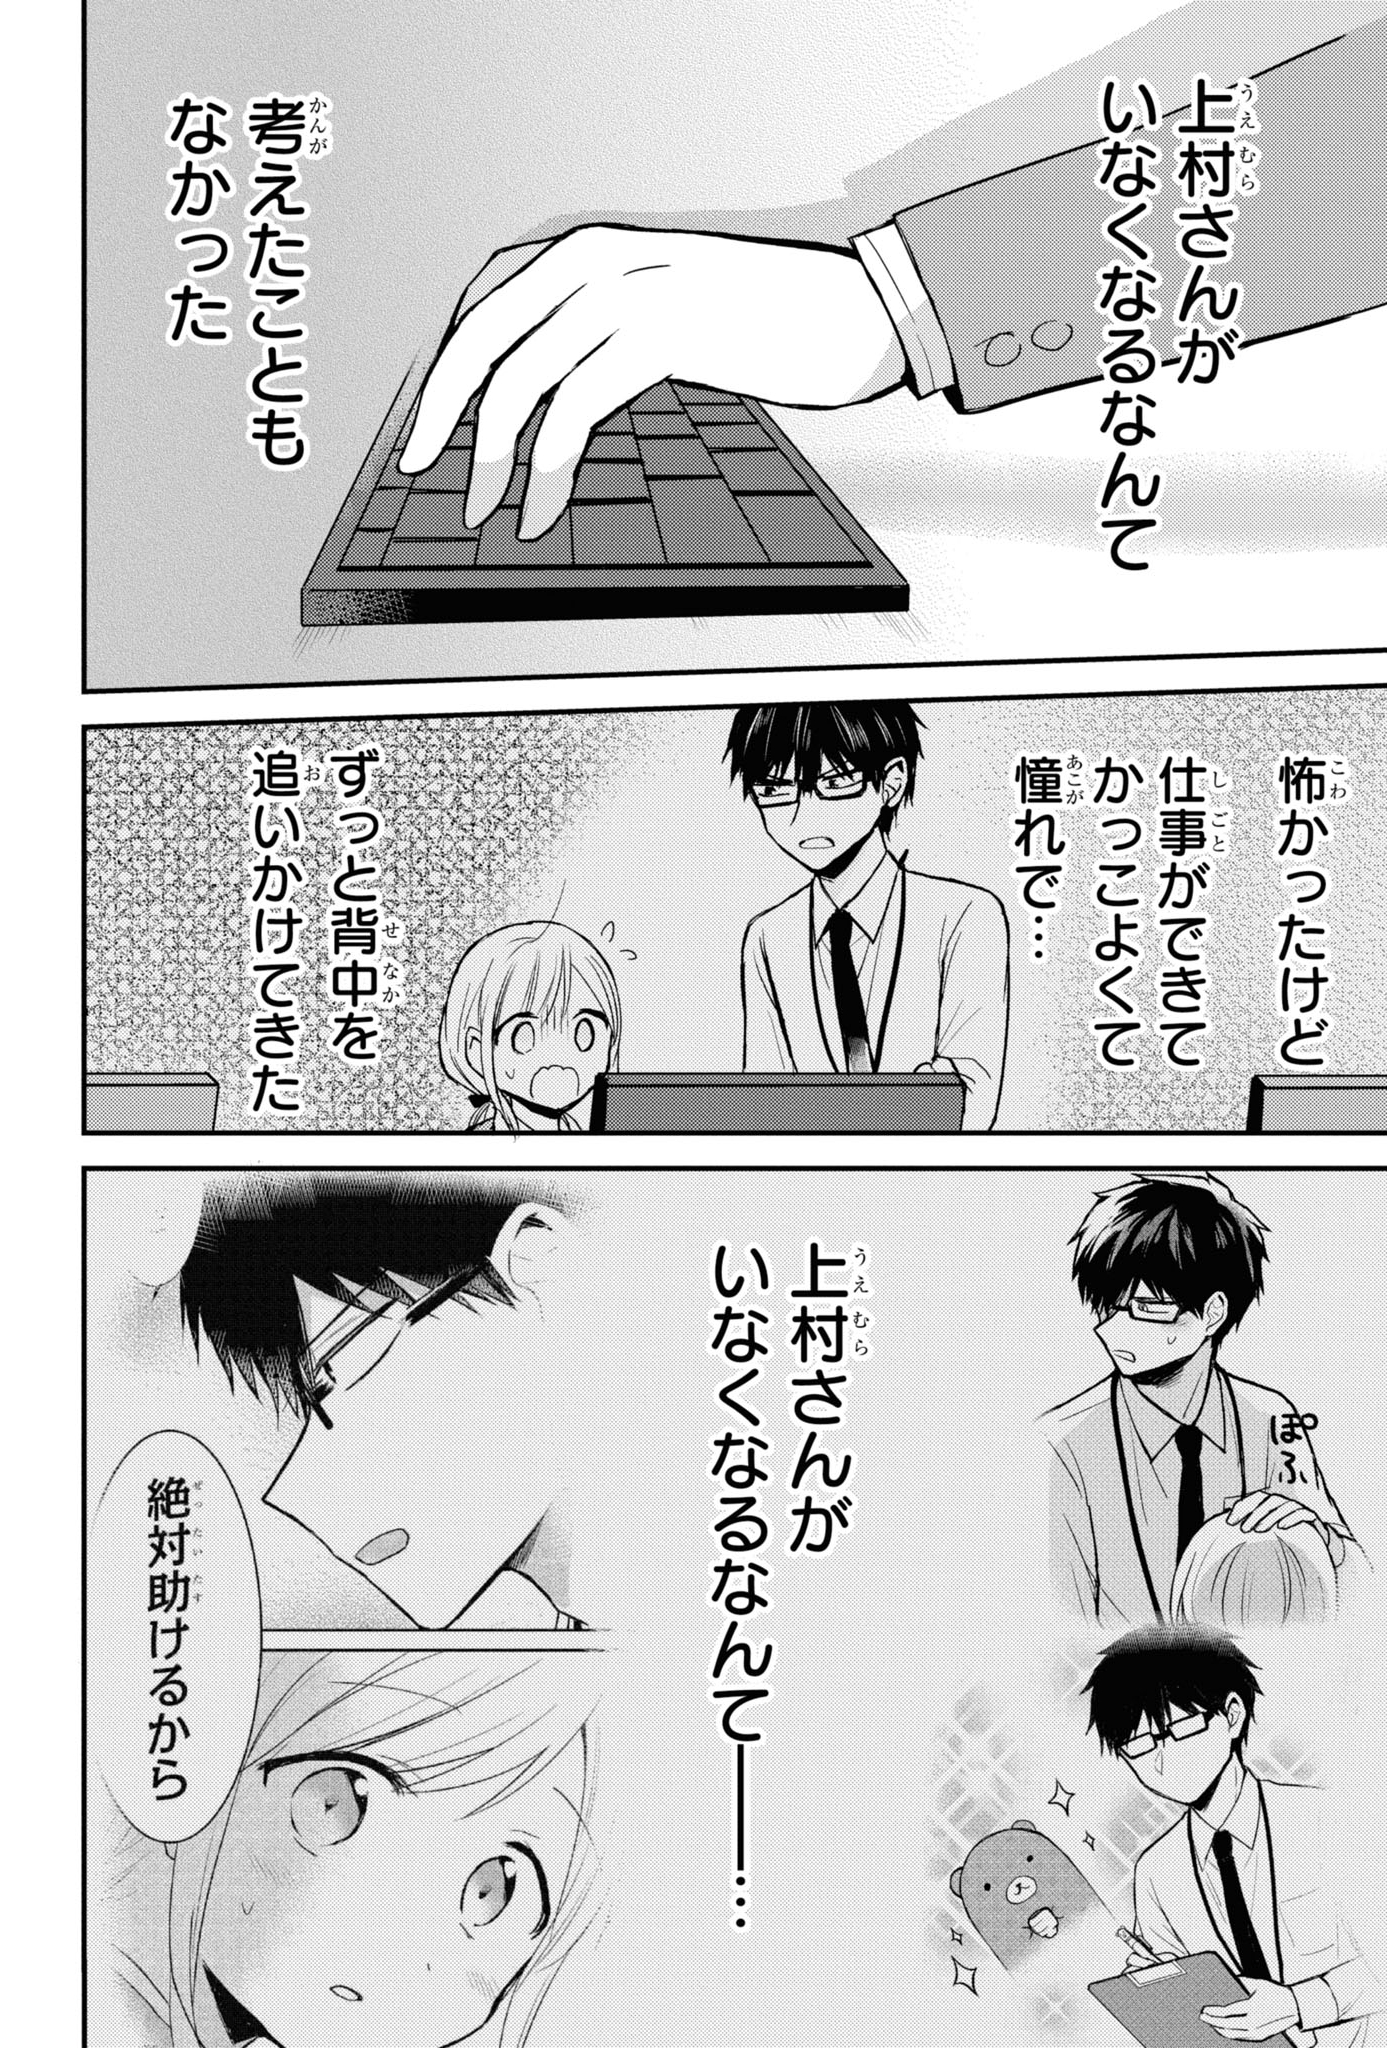 上村さんが
いなくなるなんて
考えたことも
なかった
怖かったけど
仕事ができて
かっこよくて
憧れで…
ずっと背中を
追いかけてきた
ぽふ
上村さんが
いなくなるなんて――…
絶対助けるから